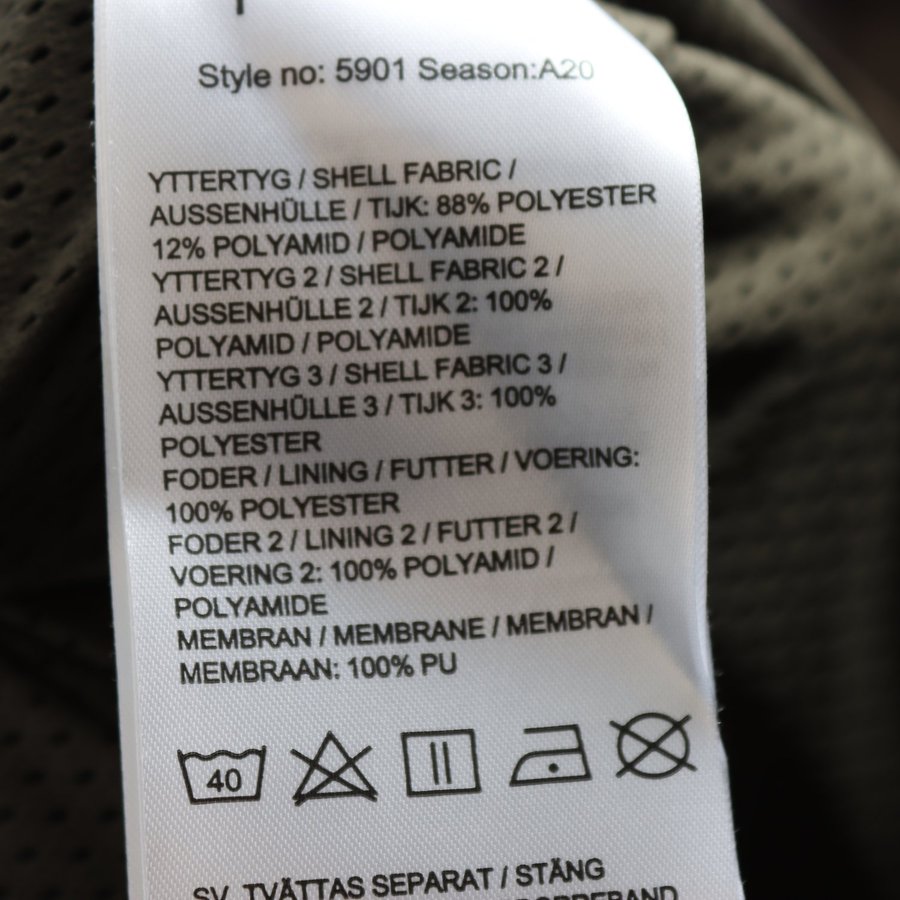 Style no: 5901 Season:A20
YTTERTYG / SHELL FABRIC /
AUSSENHÜLLE / TIJK: 88% POLYESTER
12% POLYAMID / POLYAMIDE
YTTERTYG 2 / SHELL FABRIC 2 /
AUSSENHÜLLE 2 / TIJK 2: 100%
POLYAMID / POLYAMIDE
YTTERTYG 3 / SHELL FABRIC 3 /
AUSSENHÜLLE 3 / TIJK 3: 100%
POLYESTER
FODER / LINING / FUTTER / VOERING:
100% POLYESTER
FODER 2 / LINING 2 / FUTTER 2 /
VOERING 2: 100% POLYAMID /
POLYAMIDE
MEMBRAN / MEMBRANE / MEMBRAN /
MEMBRAAN: 100% PU
40
SV TVÄTTAS SEPARAT / STÄNG